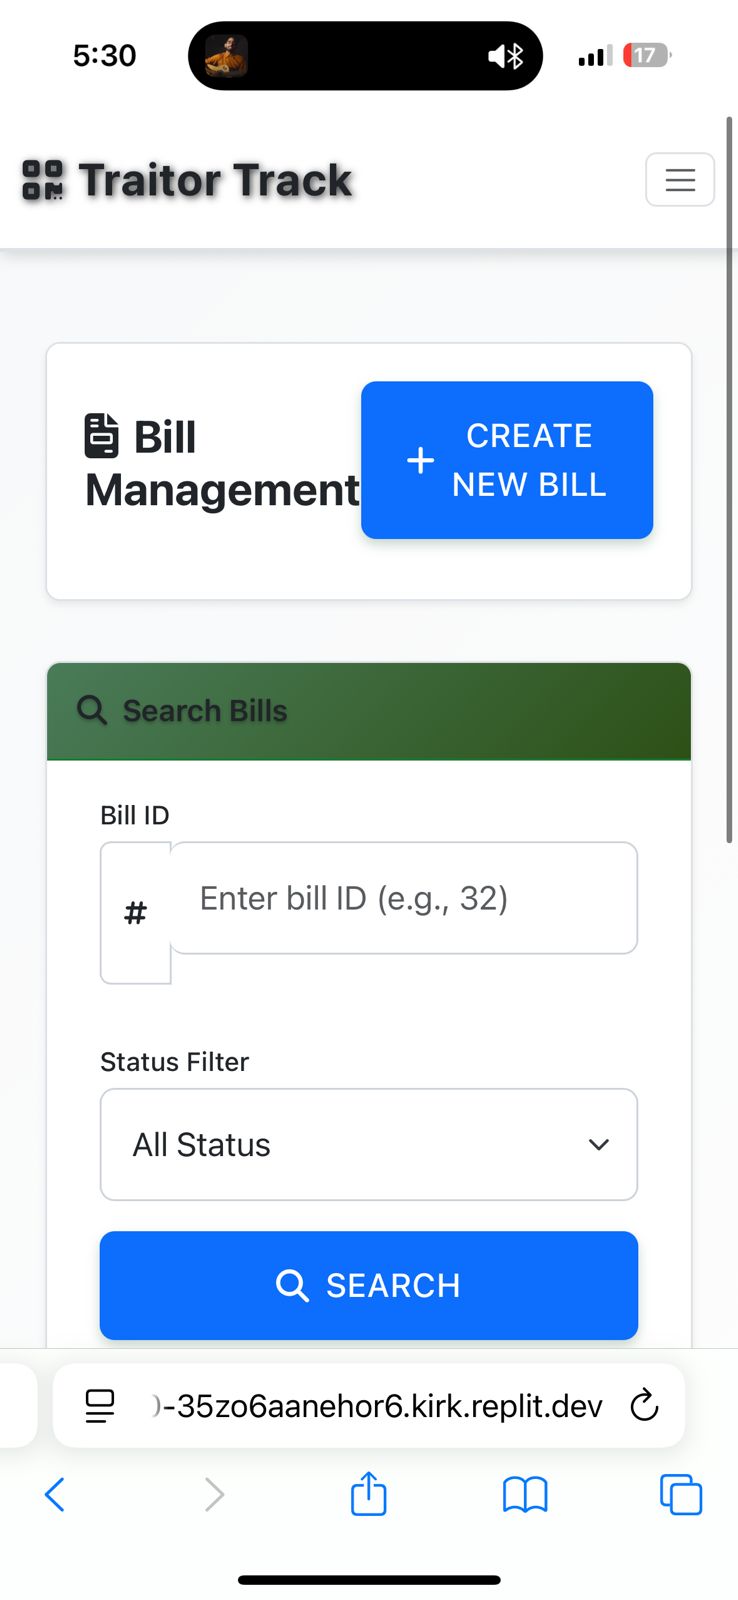 5:30
17
Traitor Track
Bill
Management
CREATE
NEW BILL
Search Bills
Bill ID
#
Enter bill ID (e.g., 32)
Status Filter
All Status
SEARCH
-35zo6aanehor6.kirk.replit.dev